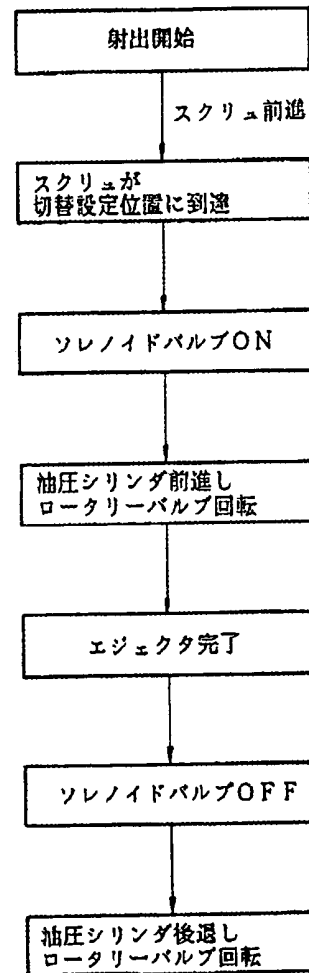 射出開始
スクリュ前進
スクリュが
切替設定位置に到達
ソレノイドバルブON
油圧シリンダ前進し
ロータリーバルブ回転
エジェクタ完了
ソレノイドバルブOFF
油圧シリンダ後退し
ロータリーバルブ回転